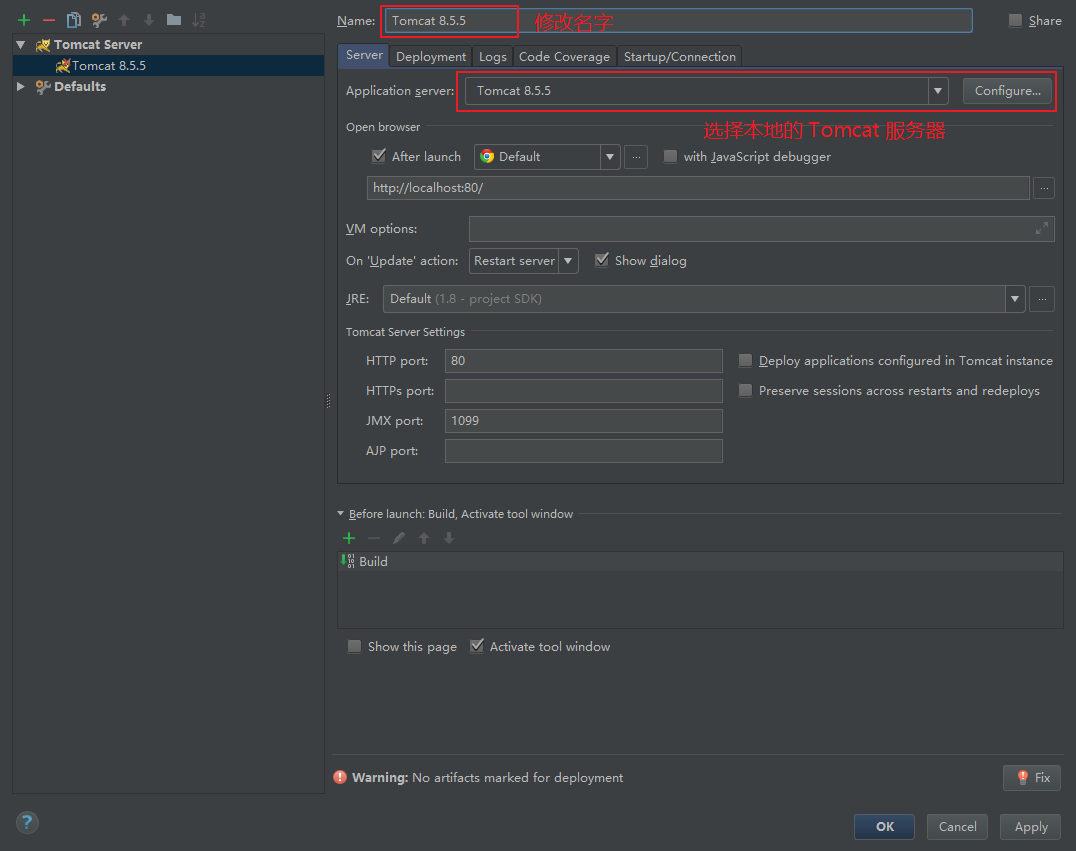 Name: Tomcat 8.5.5 修改名字 Share
Tomcat Server
Tomcat 8.5.5
Defaults
Server Deployment Logs Code Coverage Startup/Connection
Application server: Tomcat 8.5.5 Configure...
选择本地的 Tomcat 服务器
Open browser
After launch Default ... with JavaScript debugger
http://localhost:80/ ...
VM options:
On 'Update' action: Restart server Show dialog
JRE: Default (1.8 - project SDK) ...
Tomcat Server Settings
HTTP port: 80 Deploy applications configured in Tomcat instance
HTTPs port: Preserve sessions across restarts and redeploys
JMX port: 1099
AJP port:
Before launch: Build, Activate tool window
Build
Show this page Activate tool window
Warning: No artifacts marked for deployment Fix
? OK Cancel Apply